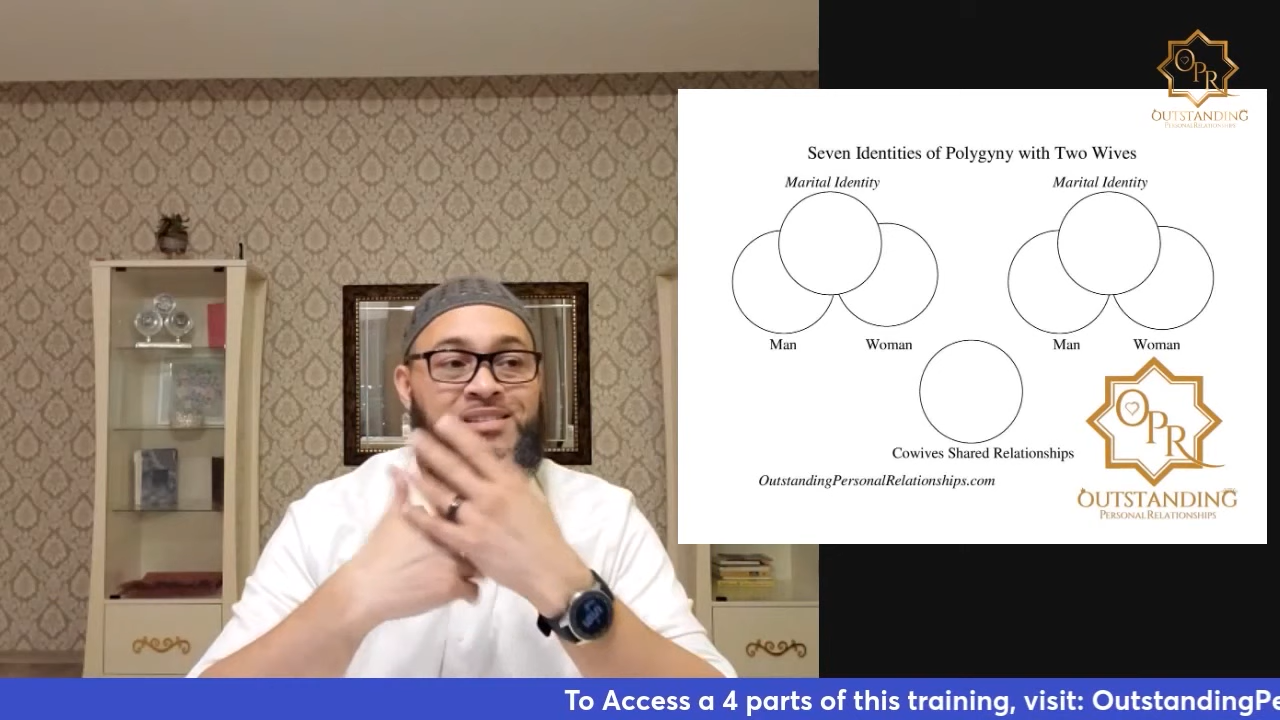 OPR
OUTSTANDING
PERSONALRELATIONSHIPS
Seven Identities of Polygyny with Two Wives
Marital Identity
Marital Identity
Man
Woman
Man
Woman
Cowives Shared Relationships
OutstandingPersonalRelationships.com
OPR
OUTSTANDING
PERSONALRELATIONSHIPS
To Access a 4 parts of this training, visit: OutstandingPe